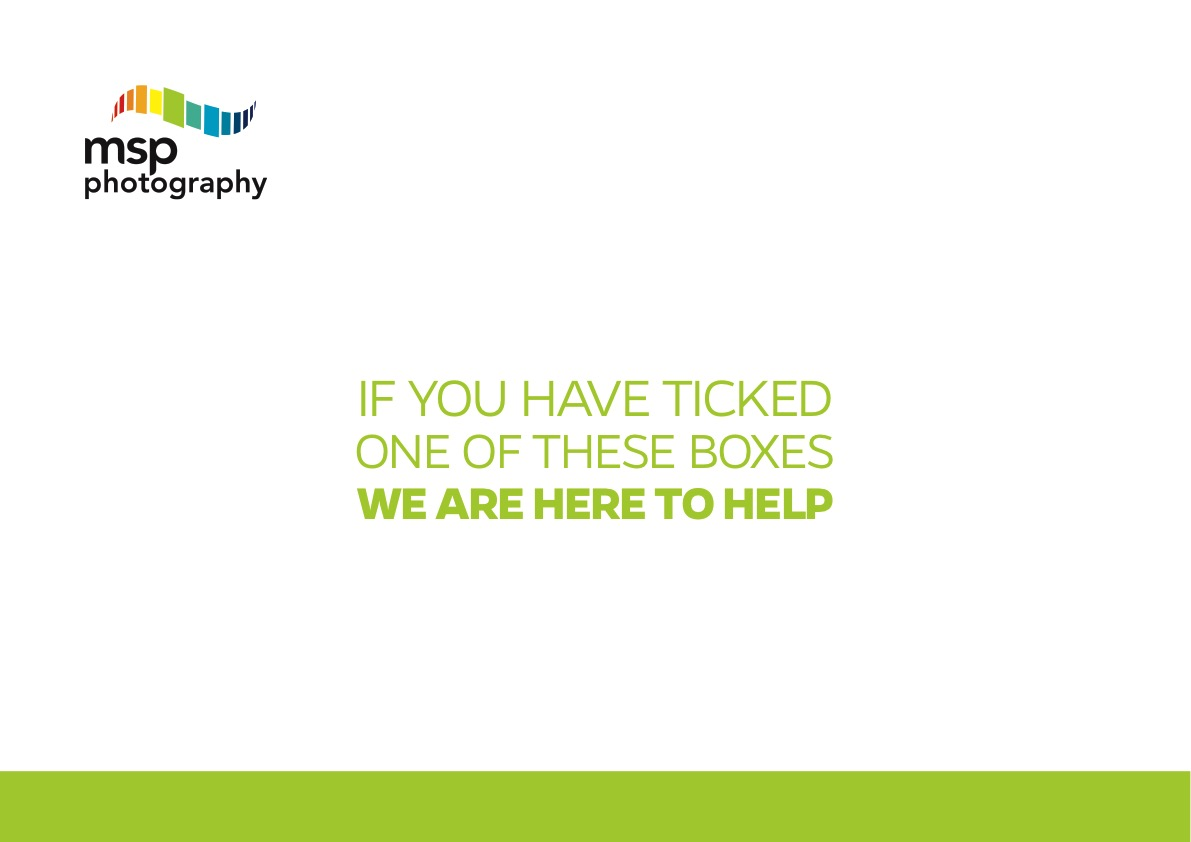 msp
photography
IF YOU HAVE TICKED
ONE OF THESE BOXES
WE ARE HERE TO HELP